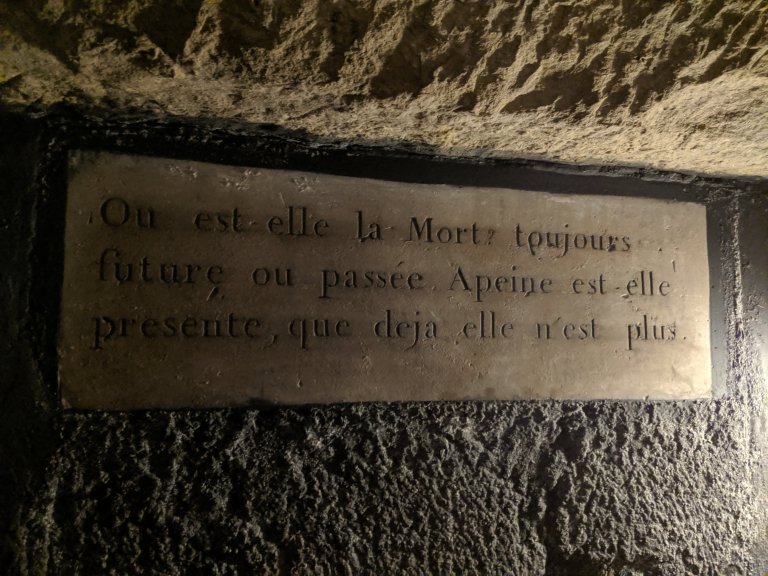 Ou est-elle la Mort? toujours
future ou passée. Apeine est-elle
presente, que deja elle n'est plus.